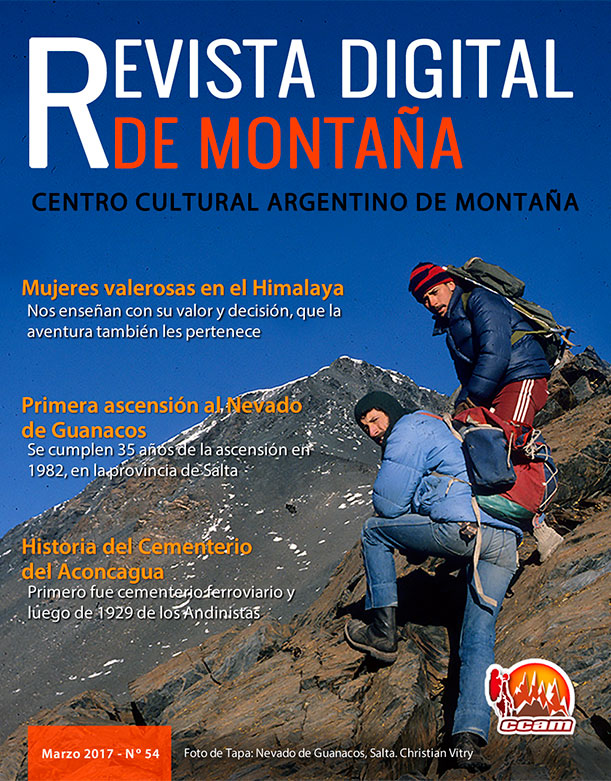 REVISTA DIGITAL
DE MONTAÑA
CENTRO CULTURAL ARGENTINO DE MONTAÑA
Mujeres valerosas en el Himalaya
Nos enseñan con su valor y decisión, que la
aventura también les pertenece
Primera ascensión al Nevado
de Guanacos
Se cumplen 35 años de la ascensión en
1982, en la provincia de Salta
Historia del Cementerio
del Aconcagua
Primero fue cementerio ferroviario y
luego de 1929 de los Andinistas
ccam
Marzo 2017 - Nº 54
Foto de Tapa: Nevado de Guanacos, Salta. Christian Vitry